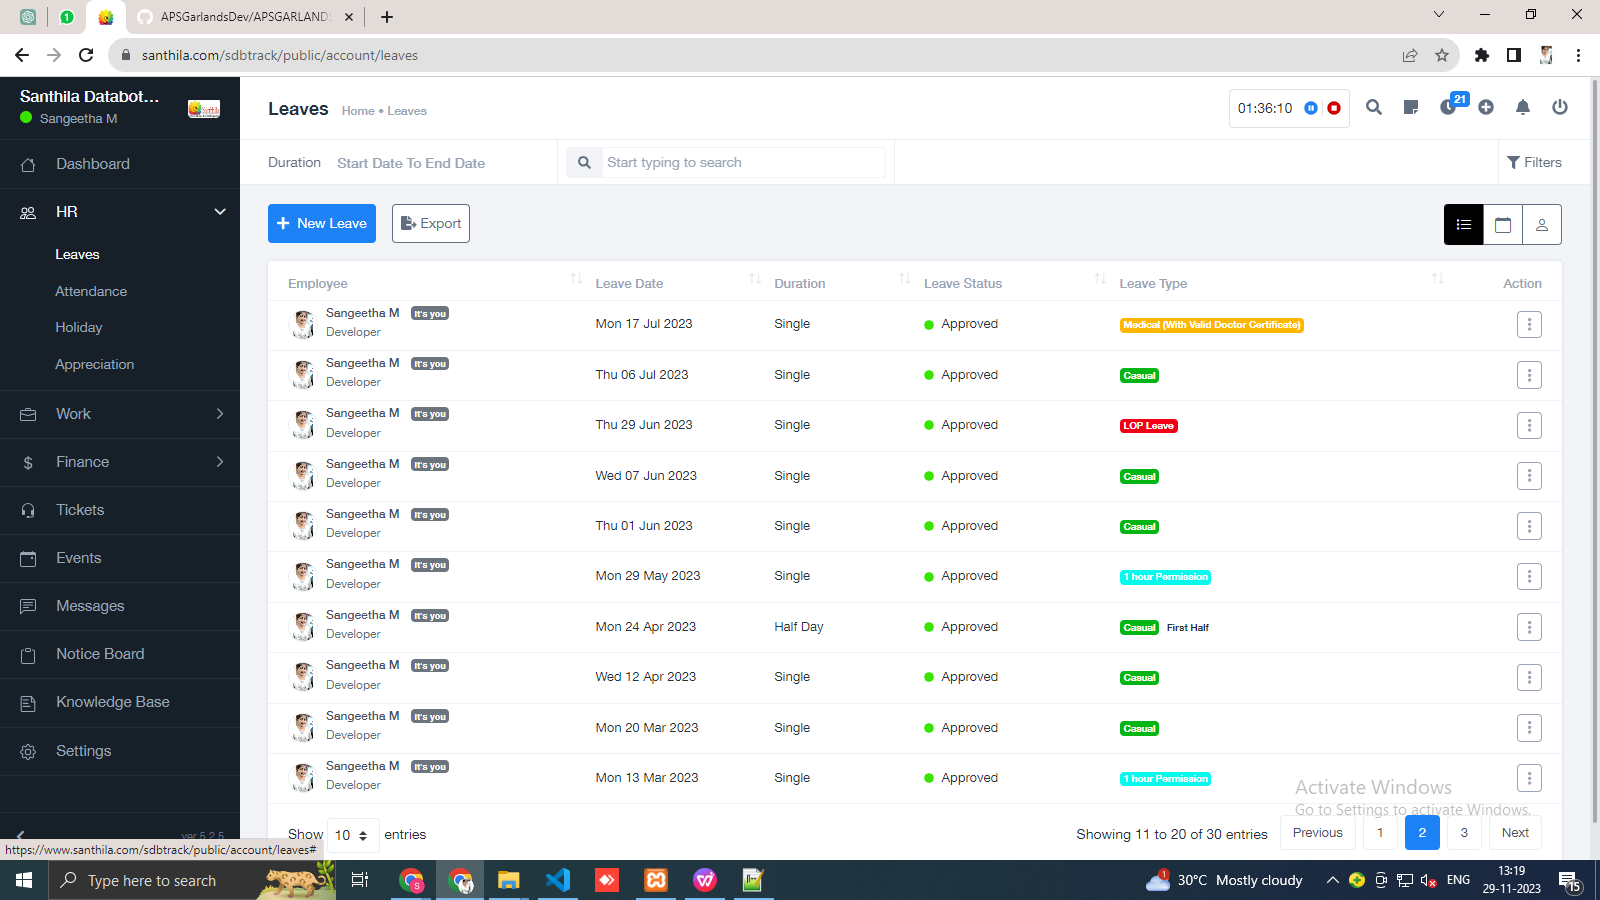 1
APSGarlandsDev/APSGARLANDS
santhila.com/sdbtrack/public/account/leaves
Santhila Databot...
Sangeetha M
Leaves
Home • Leaves
01:36:10
21
Dashboard
HR
Leaves
Attendance
Holiday
Appreciation
Work
Finance
Tickets
Events
Messages
Notice Board
Knowledge Base
Settings
ver 5.2.5
Duration Start Date To End Date
Start typing to search
Filters
New Leave
Export
Employee Leave Date Duration Leave Status Leave Type Action
Sangeetha M It's you
Developer
Mon 17 Jul 2023 Single Approved Medical (With Valid Doctor Certificate)
Sangeetha M It's you
Developer
Thu 06 Jul 2023 Single Approved Casual
Sangeetha M It's you
Developer
Thu 29 Jun 2023 Single Approved LOP Leave
Sangeetha M It's you
Developer
Wed 07 Jun 2023 Single Approved Casual
Sangeetha M It's you
Developer
Thu 01 Jun 2023 Single Approved Casual
Sangeetha M It's you
Developer
Mon 29 May 2023 Single Approved 1 hour Permission
Sangeetha M It's you
Developer
Mon 24 Apr 2023 Half Day Approved Casual First Half
Sangeetha M It's you
Developer
Wed 12 Apr 2023 Single Approved Casual
Sangeetha M It's you
Developer
Mon 20 Mar 2023 Single Approved Casual
Sangeetha M It's you
Developer
Mon 13 Mar 2023 Single Approved 1 hour Permission
Activate Windows
Go to Settings to activate Windows.
Show 10 entries
Showing 11 to 20 of 30 entries Previous 1 2 3 Next
https://www.santhila.com/sdbtrack/public/account/leaves#
Type here to search
1
30°C Mostly cloudy
ENG
13:19
29-11-2023
15